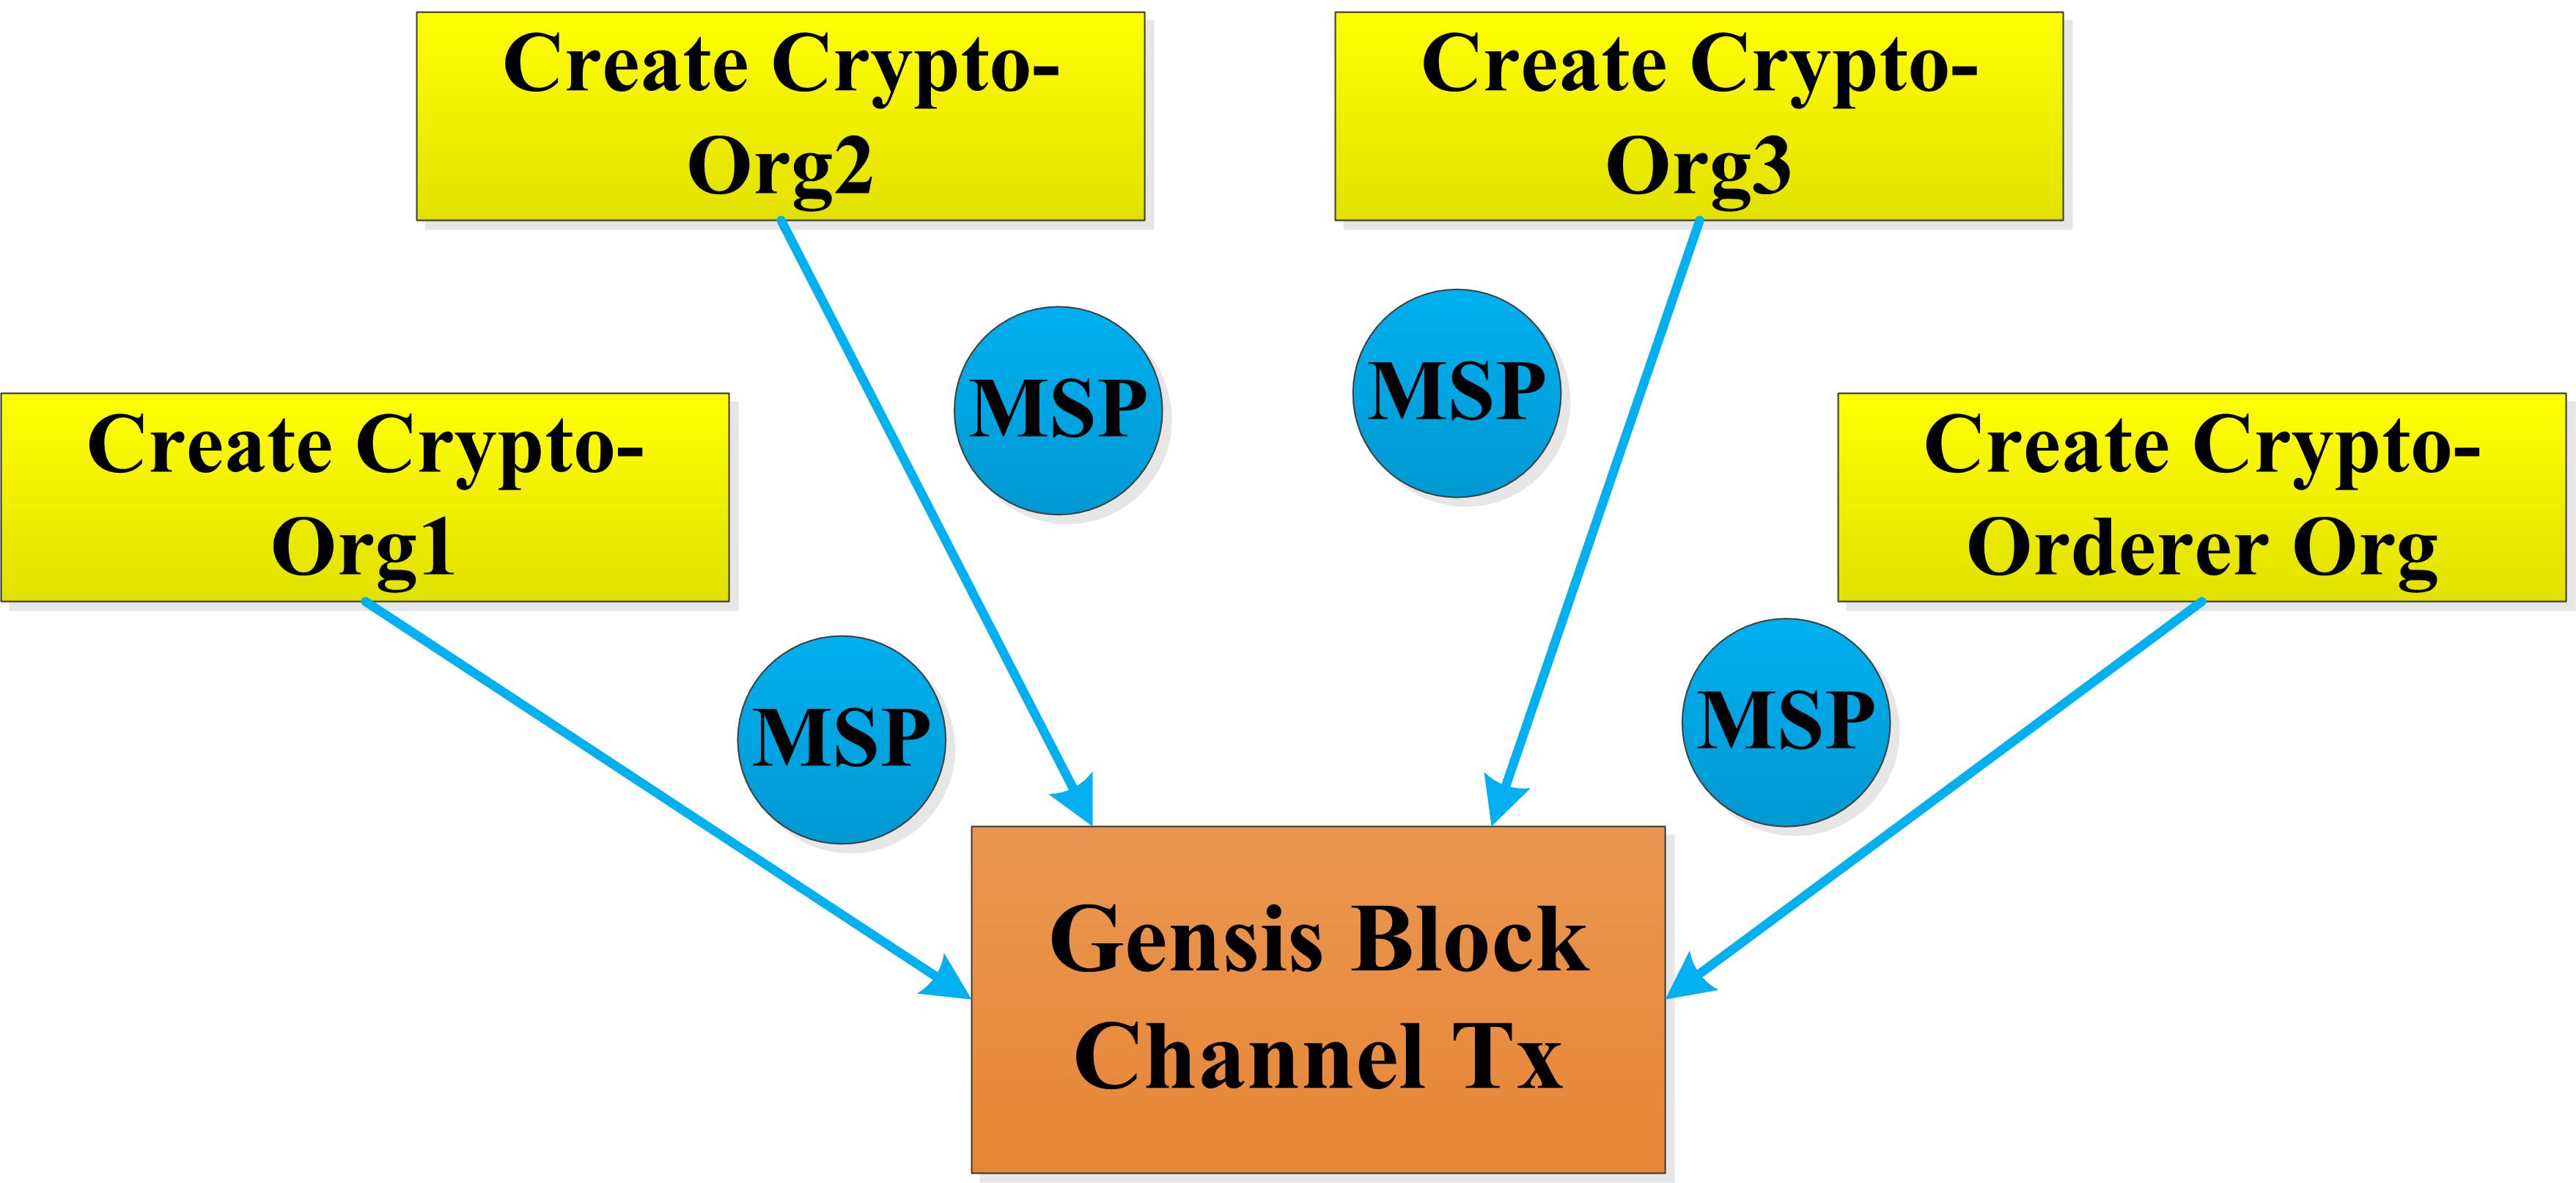 Create Crypto-
Org2
Create Crypto-
Org3
MSP
MSP
Create Crypto-
Org1
Create Crypto-
Orderer Org
MSP
MSP
Gensis Block
Channel Tx